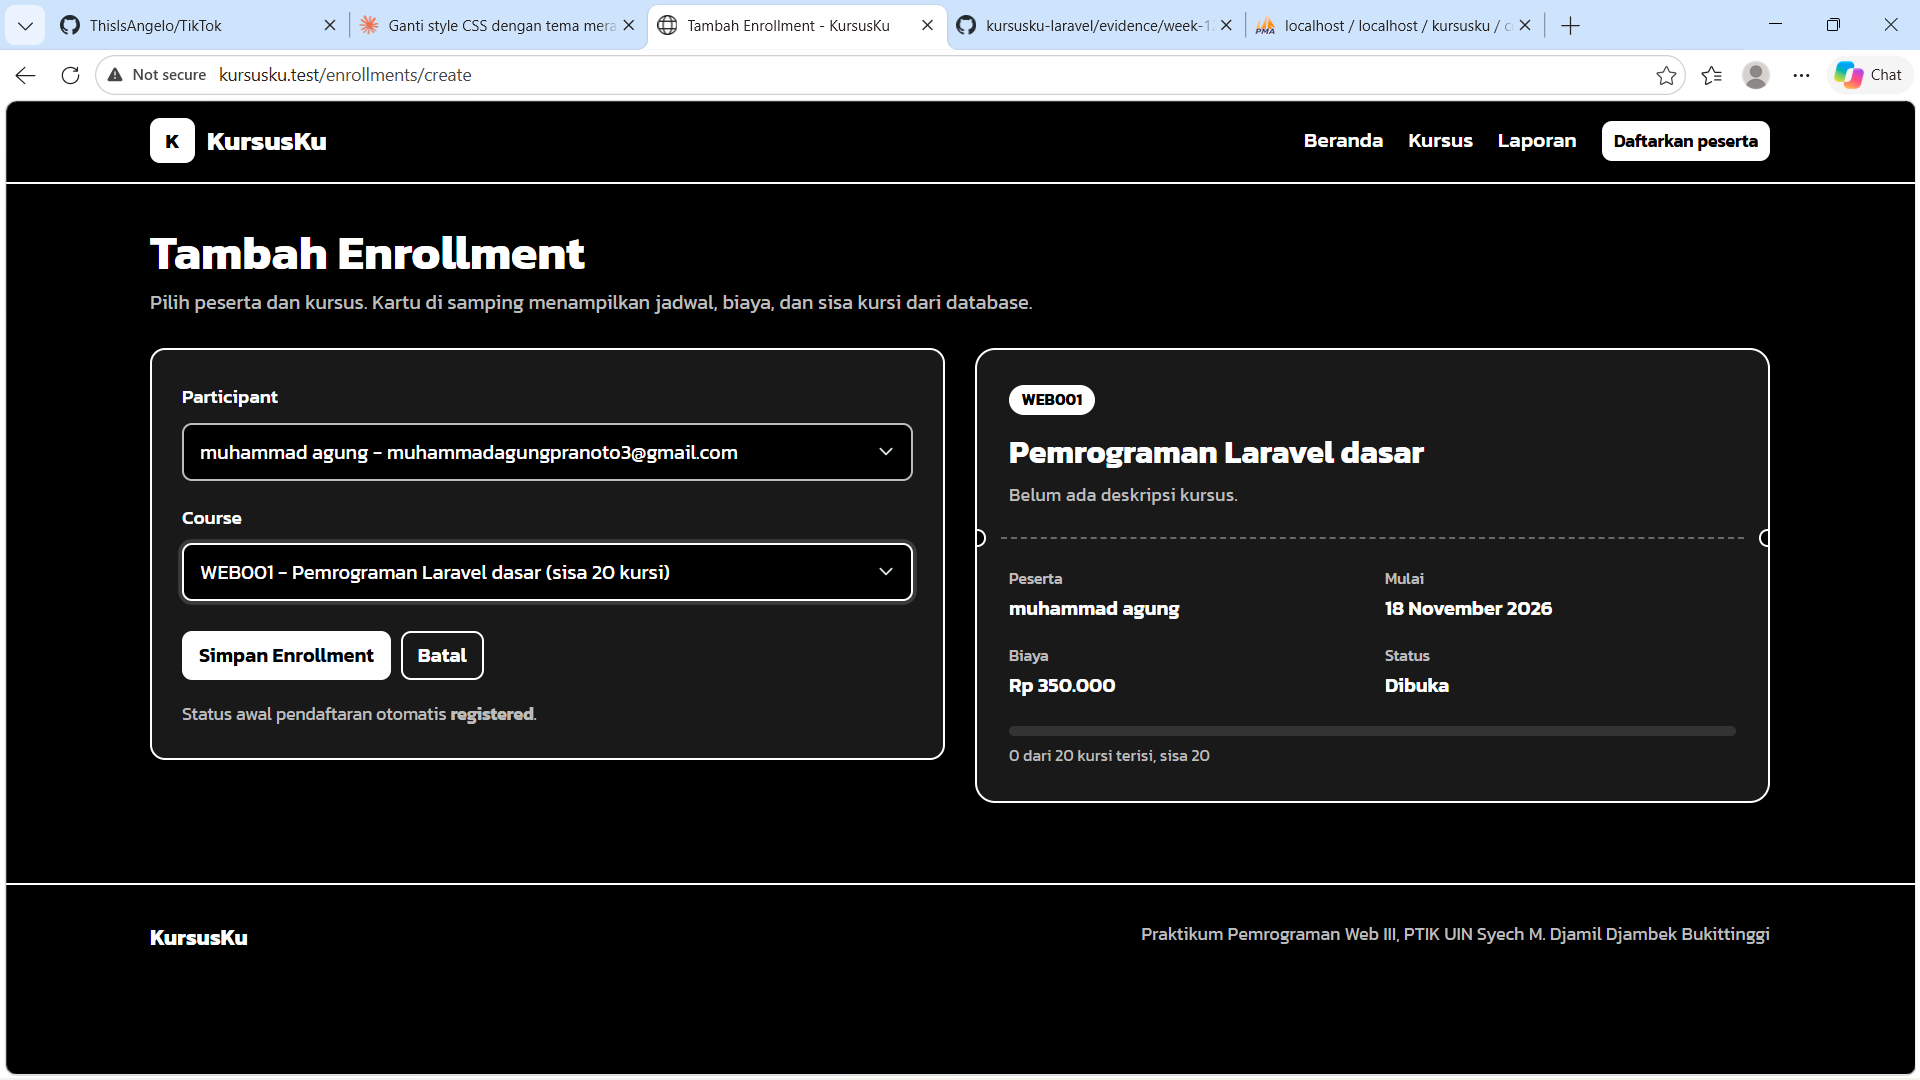 ThisIsAngelo/TikTok
Ganti style CSS dengan tema mera
Tambah Enrollment - KursusKu
kursusku-laravel/evidence/week-12
localhost / localhost / kursusku / c
Not secure
kursusku.test/enrollments/create
Chat
K
KursusKu
Beranda
Kursus
Laporan
Daftarkan peserta
Tambah Enrollment
Pilih peserta dan kursus. Kartu di samping menampilkan jadwal, biaya, dan sisa kursi dari database.
Participant
muhammad agung - muhammadagungpranoto3@gmail.com
Course
WEB001 - Pemrograman Laravel dasar (sisa 20 kursi)
Simpan Enrollment
Batal
Status awal pendaftaran otomatis registered.
WEB001
Pemrograman Laravel dasar
Belum ada deskripsi kursus.
Peserta
muhammad agung
Mulai
18 November 2026
Biaya
Rp 350.000
Status
Dibuka
0 dari 20 kursi terisi, sisa 20
KursusKu
Praktikum Pemrograman Web III, PTIK UIN Syech M. Djamil Djambek Bukittinggi